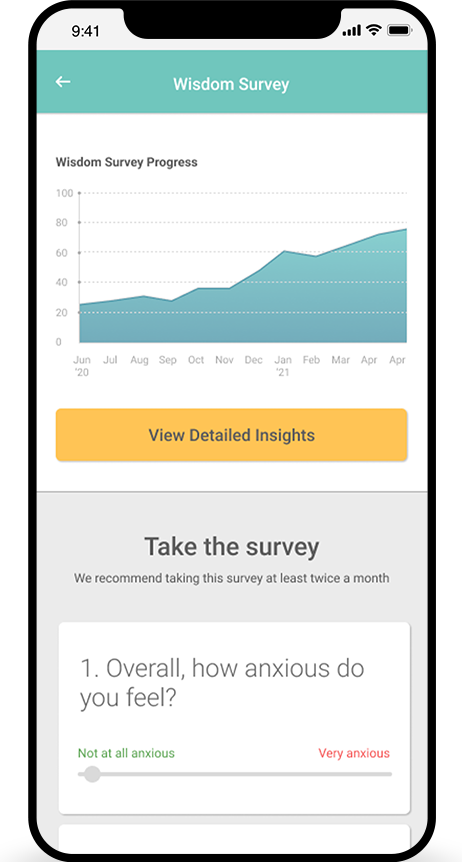 9:41
Wisdom Survey
Wisdom Survey Progress
100
80
60
40
20
0
Jun Jul Aug Sep Oct Nov Dec Jan Feb Mar Apr Apr
'20 '21
View Detailed Insights
Take the survey
We recommend taking this survey at least twice a month
1. Overall, how anxious do
you feel?
Not at all anxious Very anxious